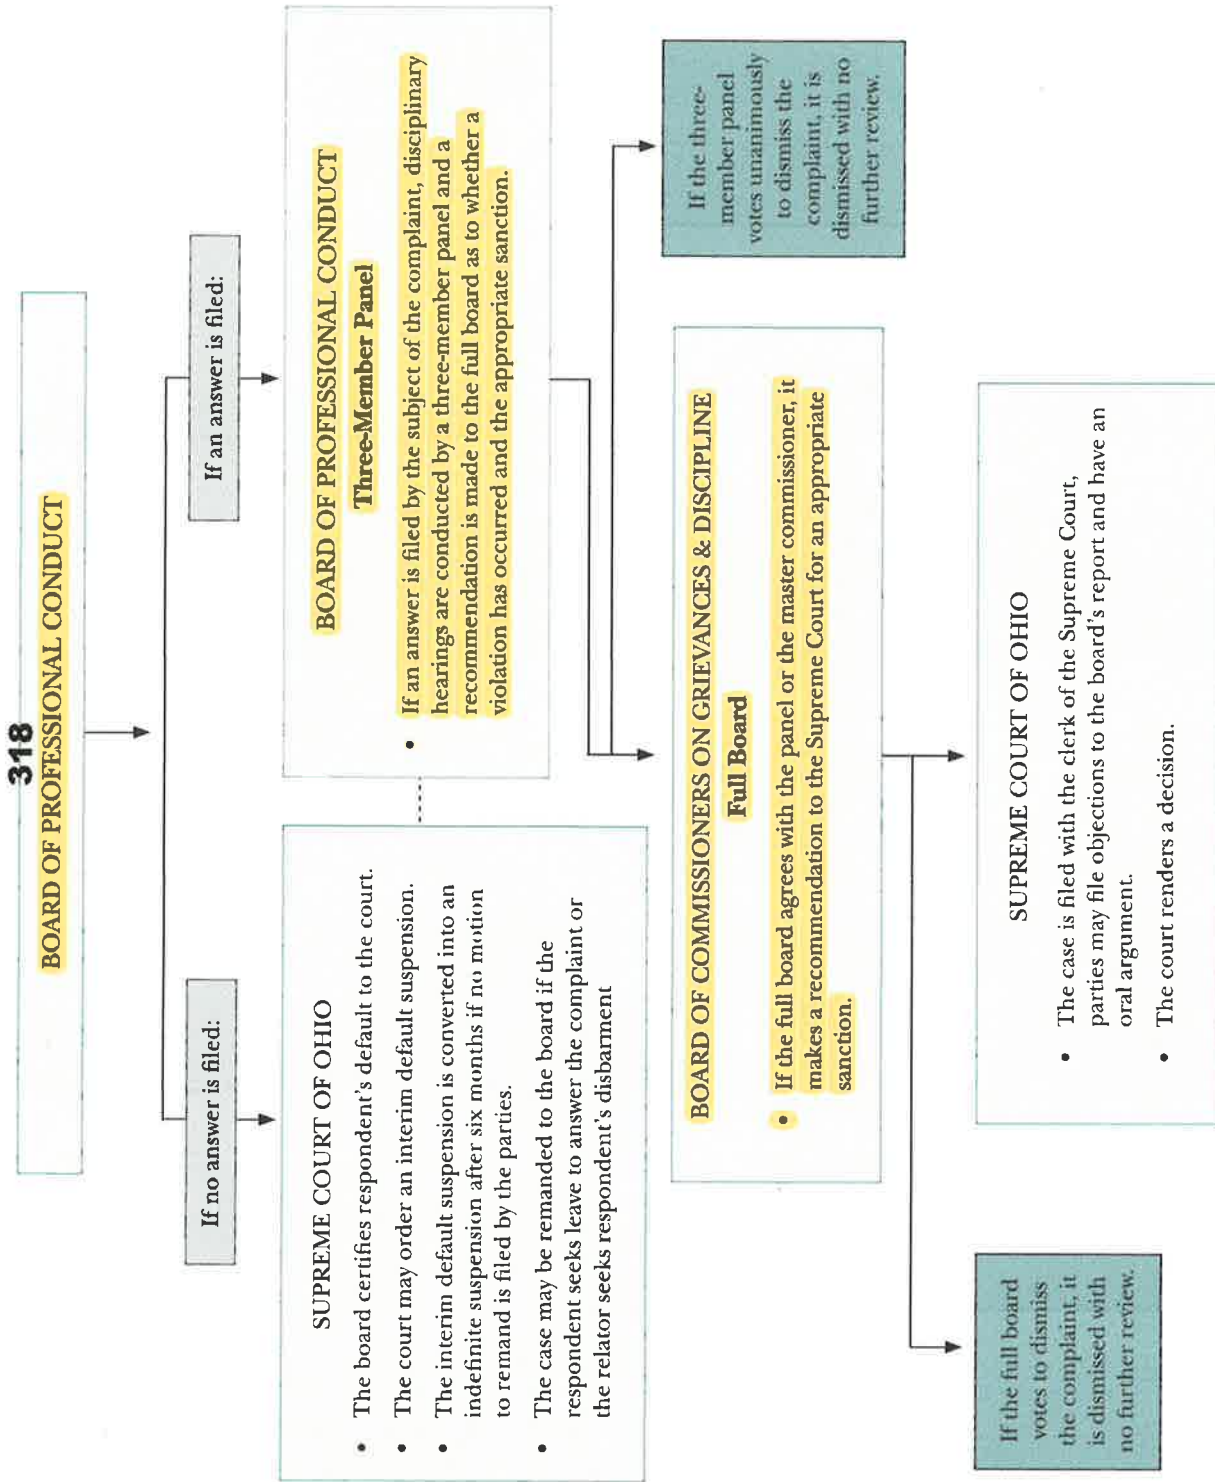 318
BOARD OF PROFESSIONAL CONDUCT
If no answer is filed:
If an answer is filed:
SUPREME COURT OF OHIO
• The board certifies respondent's default to the court.
• The court may order an interim default suspension.
• The interim default suspension is converted into an
indefinite suspension after six months if no motion
to remand is filed by the parties.
• The case may be remanded to the board if the
respondent seeks leave to answer the complaint or
the relator seeks respondent's disbarment
BOARD OF PROFESSIONAL CONDUCT
Three-Member Panel
• If an answer is filed by the subject of the complaint, disciplinary
hearings are conducted by a three-member panel and a
recommendation is made to the full board as to whether a
violation has occurred and the appropriate sanction.
BOARD OF COMMISSIONERS ON GRIEVANCES & DISCIPLINE
Full Board
• If the full board agrees with the panel or the master commissioner, it
makes a recommendation to the Supreme Court for an appropriate
sanction.
If the three-
member panel
votes unanimously
to dismiss the
complaint, it is
dismissed with no
further review.
If the full board
votes to dismiss
the complaint, it
is dismissed with
no further review.
SUPREME COURT OF OHIO
• The case is filed with the clerk of the Supreme Court,
parties may file objections to the board's report and have an
oral argument.
• The court renders a decision.